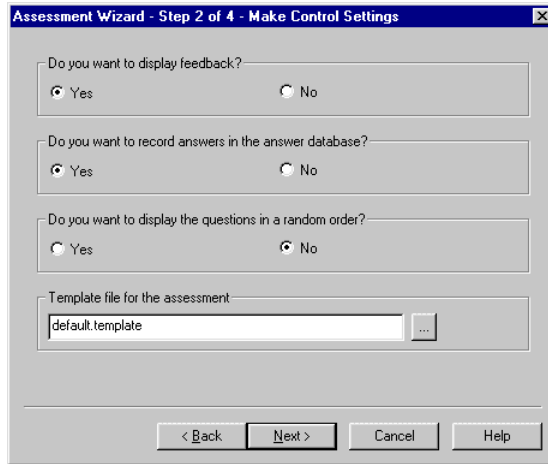 Assessment Wizard - Step 2 of 4 - Make Control Settings
Do you want to display feedback?
Yes No
Do you want to record answers in the answer database?
Yes No
Do you want to display the questions in a random order?
Yes No
Template file for the assessment
default.template ...
< Back Next > Cancel Help